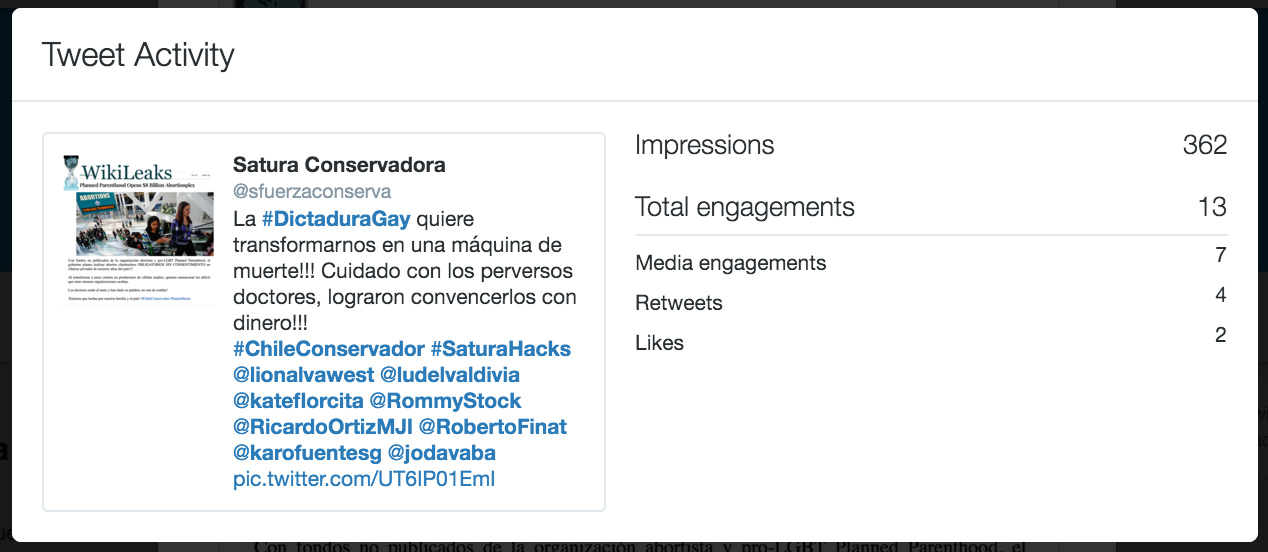 Tweet Activity
WikiLeaks
Planned Parenthood Opens $8 Billion Abortionplex
ABORTIONS
Satura Conservadora
@sfuerzaconserva
La #DictaduraGay quiere
transformarnos en una máquina de
muerte!!! Cuidado con los perversos
doctores, lograron convencerlos con
dinero!!!
#ChileConservador #SaturaHacks
@lionalvawest @ludelvaldivia
@kateflorcita @RommyStock
@RicardoOrtizMJI @RobertoFinat
@karofuentesg @jodavaba
pic.twitter.com/UT6IP01EmI
Impressions 362
Total engagements 13
Media engagements 7
Retweets 4
Likes 2
Con fondos no publicados de la organización abortista y pro-LGBT Planned Parenthood, el